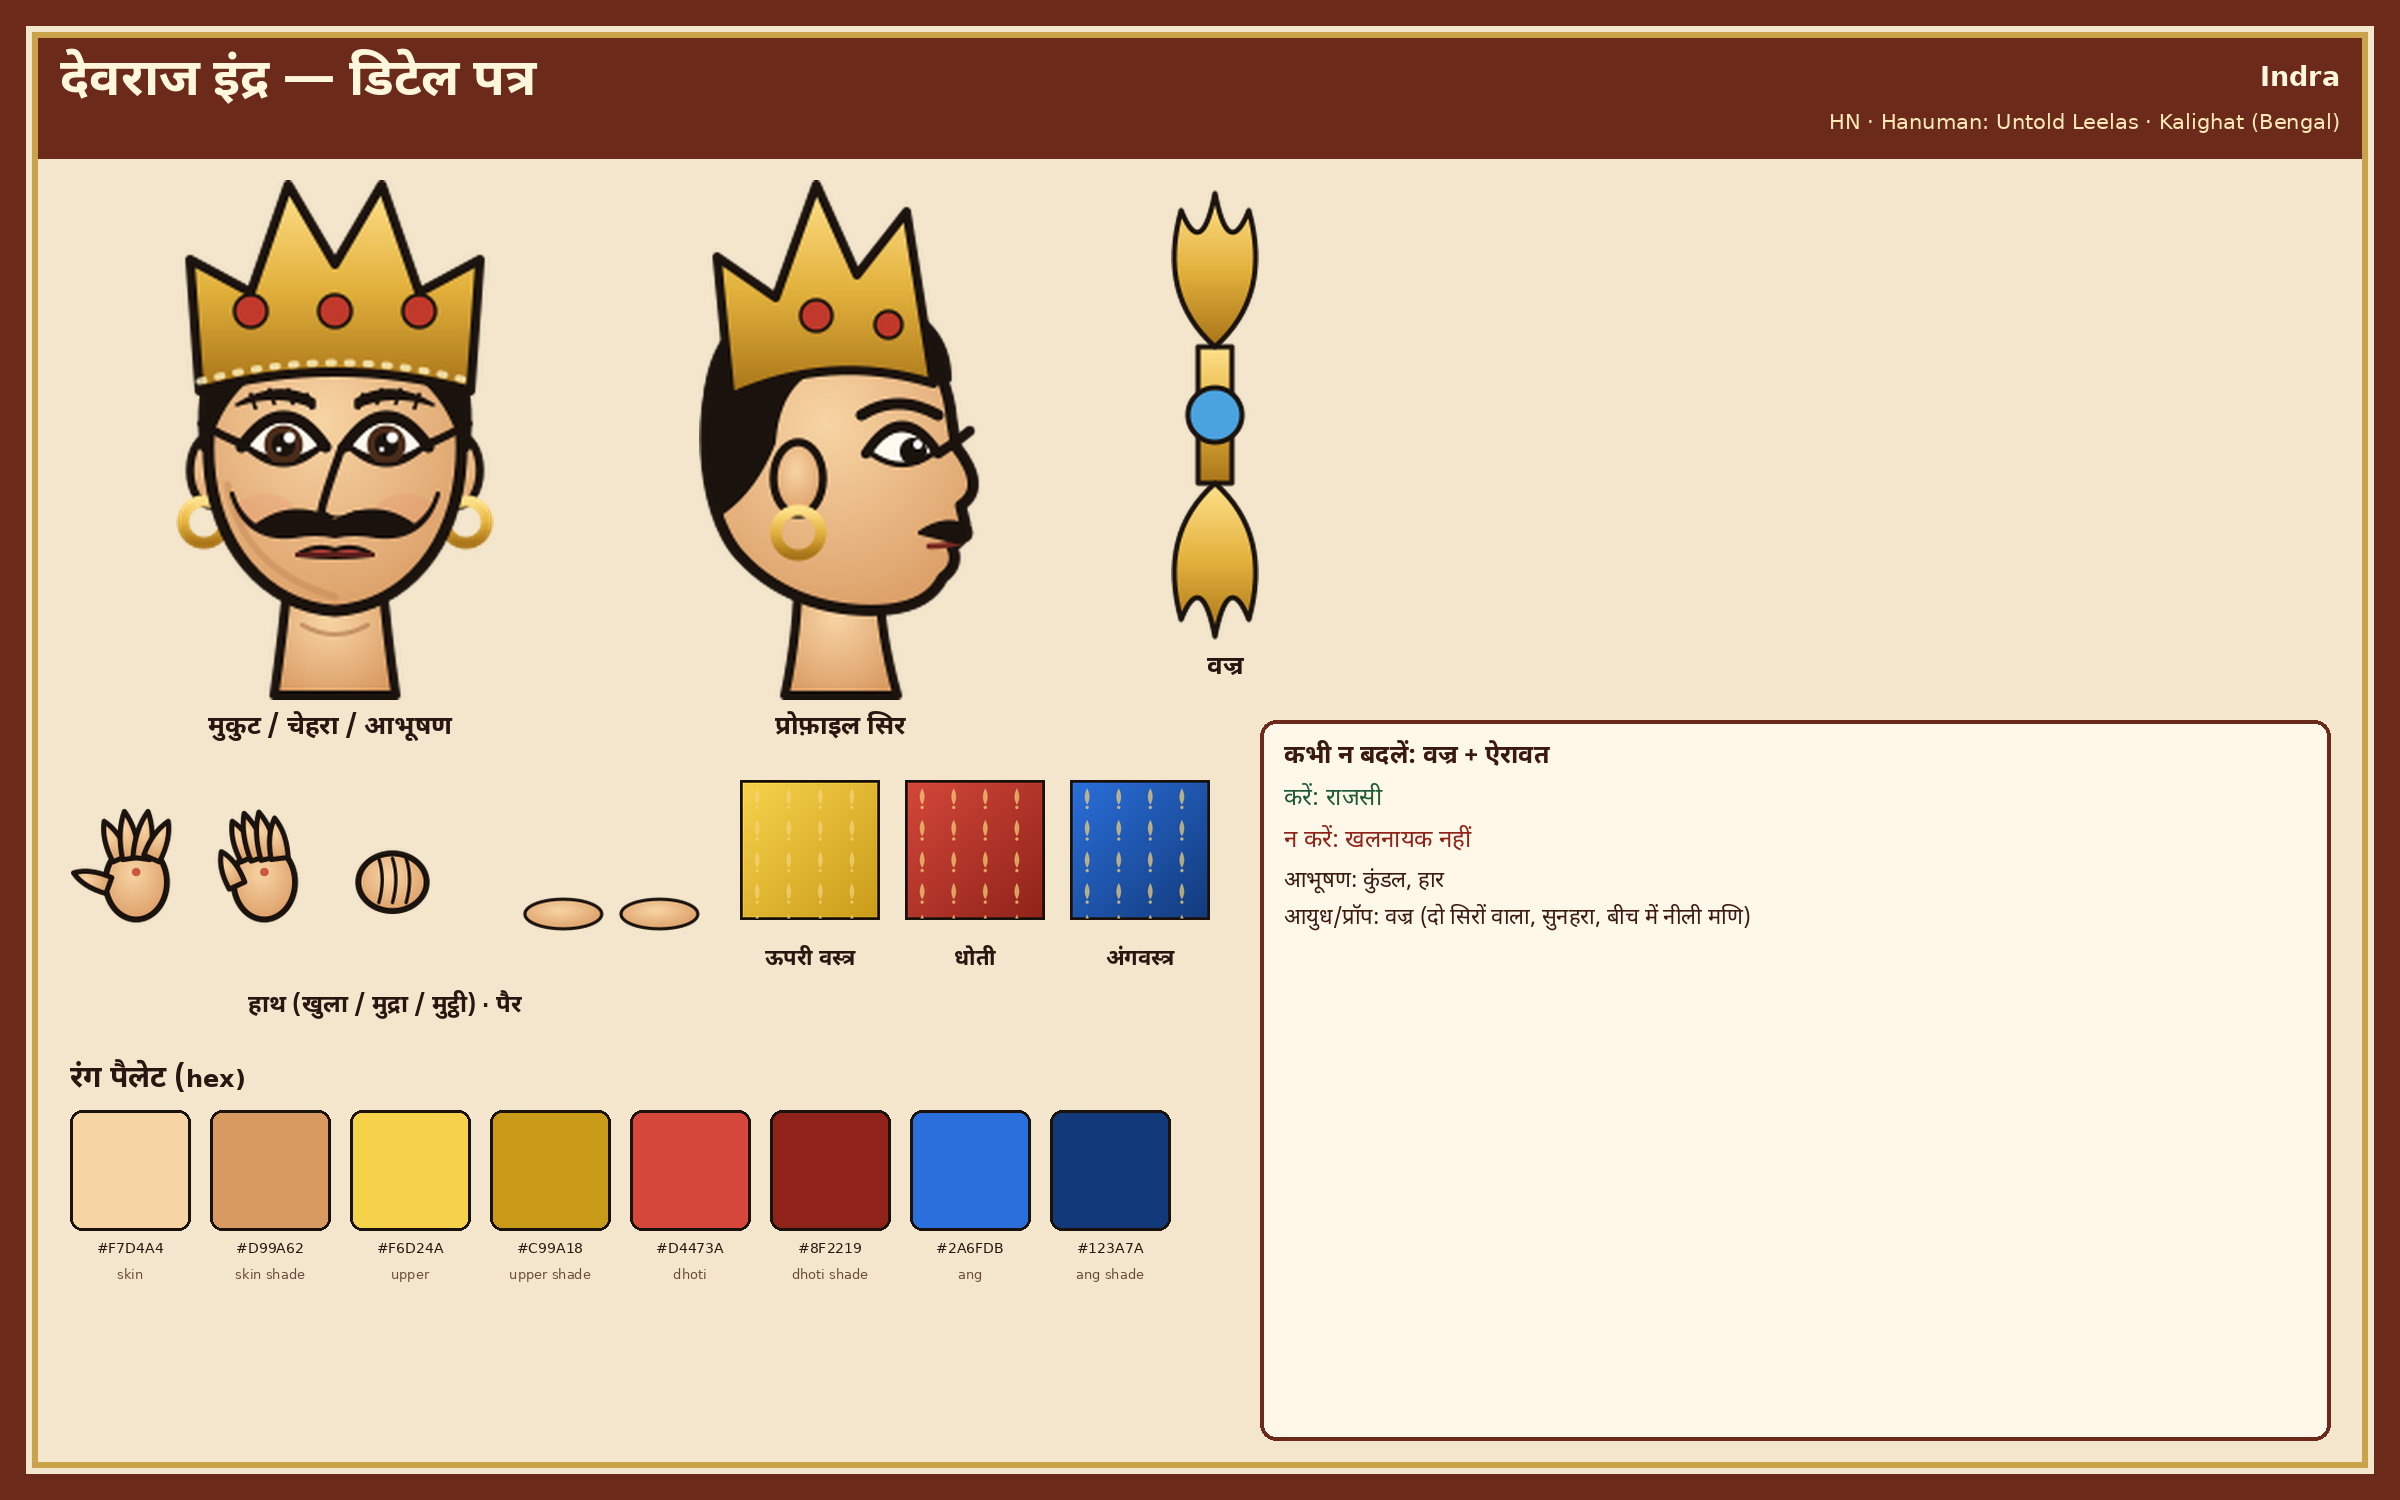 देवराज इंद्र — डिटेल पत्र
Indra
HN · Hanuman: Untold Leelas · Kalighat (Bengal)
वज्र
मुकुट / चेहरा / आभूषण
प्रोफ़ाइल सिर
कभी न बदलें: वज्र + ऐरावत
करें: राजसी
न करें: खलनायक नहीं
आभूषण: कुंडल, हार
आयुध/प्रॉप: वज्र (दो सिरों वाला, सुनहरा, बीच में नीली मणि)
ऊपरी वस्त्र
धोती
अंगवस्त्र
हाथ (खुला / मुद्रा / मुट्ठी) · पैर
रंग पैलेट (hex)
#F7D4A4 #D99A62 #F6D24A #C99A18 #D4473A #8F2219 #2A6FDB #123A7A
skin skin shade upper upper shade dhoti dhoti shade ang ang shade